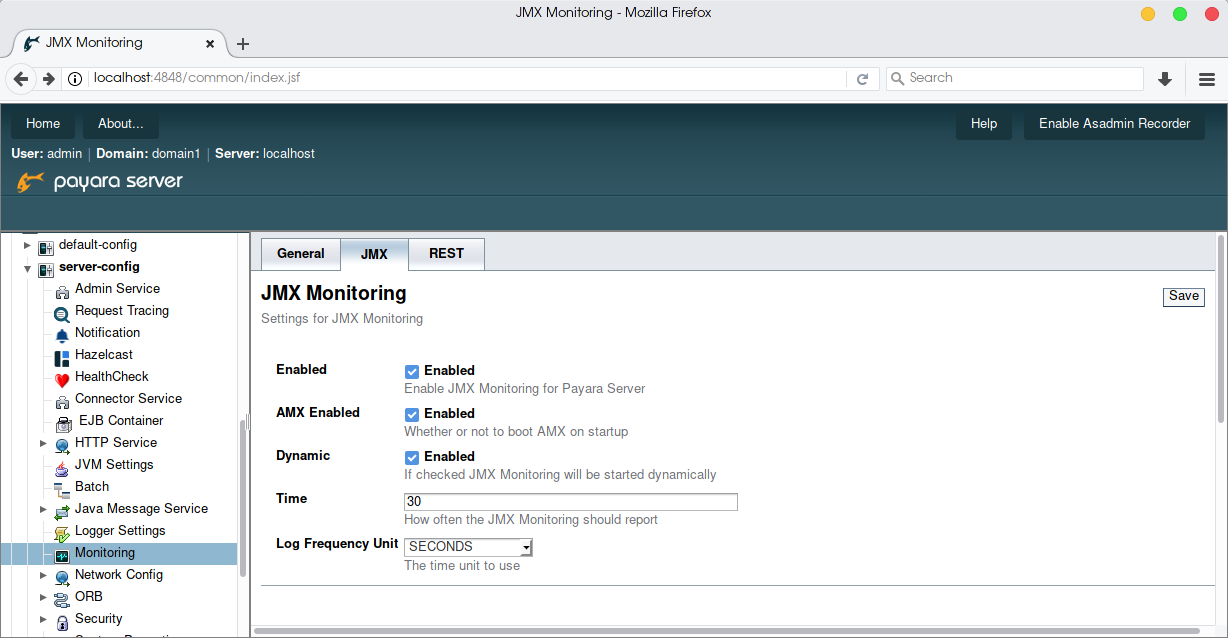 JMX Monitoring - Mozilla Firefox
JMX Monitoring
localhost:4848/common/index.jsf
Search
Home
About...
Help
Enable Asadmin Recorder
User: admin | Domain: domain1 | Server: localhost
payara server
default-config
server-config
Admin Service
Request Tracing
Notification
Hazelcast
HealthCheck
Connector Service
EJB Container
HTTP Service
JVM Settings
Batch
Java Message Service
Logger Settings
Monitoring
Network Config
ORB
Security
General
JMX
REST
JMX Monitoring
Save
Settings for JMX Monitoring
Enabled
Enabled
Enable JMX Monitoring for Payara Server
AMX Enabled
Enabled
Whether or not to boot AMX on startup
Dynamic
Enabled
If checked JMX Monitoring will be started dynamically
Time
30
How often the JMX Monitoring should report
Log Frequency Unit
SECONDS
The time unit to use